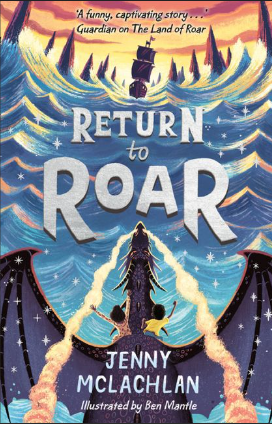 'A funny, captivating story...'
Guardian on The Land of Roar
RETURN
to
ROAR
JENNY
MCLACHLAN
Illustrated by Ben Mantle